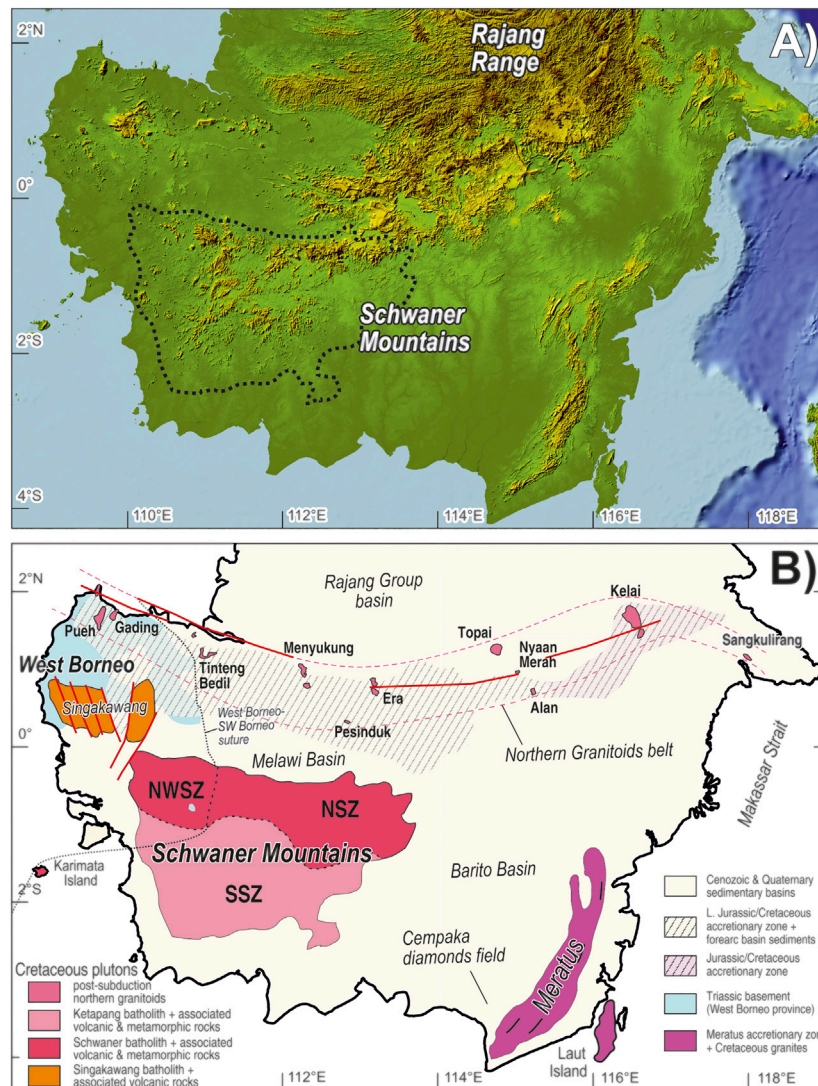 A)
2°N
Rajang
Range
0°
Schwaner
Mountains
2°S
4°S
110°E
112°E
114°E
116°E
118°E
B)
2°N
Rajang Group
basin
Kelai
Pueh
Gading
Topai
Menyukung
Nyaan
Merah
Sangkulirang
West Borneo
Tinteng
Bedil
Era
Alan
Singakawang
West Borneo-
SW Borneo
suture
Pesinduk
Northern Granitoids belt
0°
Melawi Basin
Makassar Strait
NWSZ
NSZ
Schwaner Mountains
Barito Basin
Karimata
Island
SSZ
2°S
Cempaka
diamonds field
Meratus
Laut
Island
Cretaceous plutons
post-subduction
northern granitoids
Ketapang batholith + associated
volcanic & metamorphic rocks
Schwaner batholith + associated
volcanic & metamorphic rocks
Singakawang batholith +
associated volcanic rocks
Cenozoic & Quaternary
sedimentary basins
L. Jurassic/Cretaceous
accretionary zone +
forearc basin sediments
Jurassic/Cretaceous
accretionary zone
Triassic basement
(West Borneo province)
Meratus accretionary zon
+ Cretaceous granites
112°E
114°E
116°E
118°E